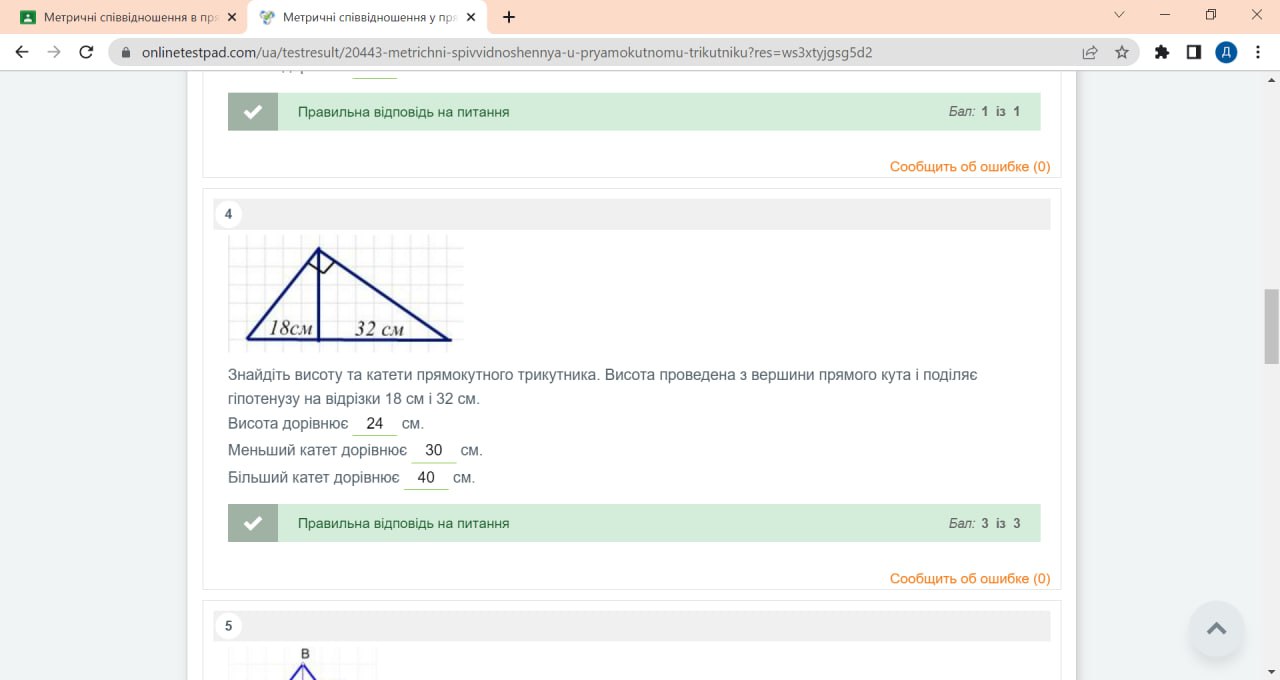 Метричні співвідношення в пря
Метричні співвідношення у пря
onlinetestpad.com/ua/testresult/20443-metrichni-spivvidnoshennya-u-pryamokutnomu-trikutniku?res=ws3xtyjgsg5d2
Д
Правильна відповідь на питання
Бал: 1 із 1
Сообщить об ошибке (0)
4
18см
32 см
Знайдіть висоту та катети прямокутного трикутника. Висота проведена з вершини прямого кута і поділяє
гіпотенузу на відрізки 18 см і 32 см.
Висота дорівнює 24 см.
Меньший катет дорівнює 30 см.
Більший катет дорівнює 40 см.
Правильна відповідь на питання
Бал: 3 із 3
Сообщить об ошибке (0)
5
B